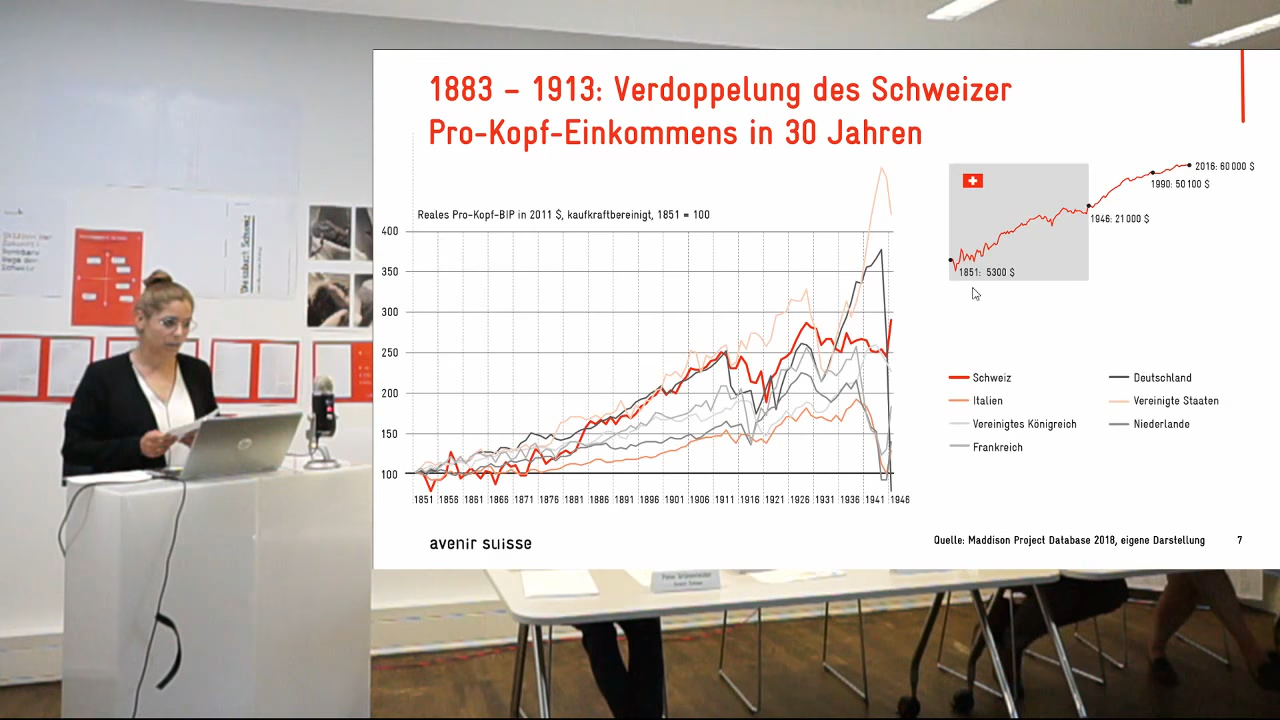 1883 – 1913: Verdoppelung des Schweizer
Pro-Kopf-Einkommens in 30 Jahren
Reales Pro-Kopf-BIP in 2011 $, kaufkraftbereinigt, 1851 = 100
400
350
300
250
200
150
100
1851 1856 1861 1866 1871 1876 1881 1886 1891 1896 1901 1906 1911 1916 1921 1926 1931 1936 1941 1946
2016: 60 000 $
1990: 50 100 $
1946: 21 000 $
1851: 5300 $
Schweiz
Deutschland
Italien
Vereinigte Staaten
Vereinigtes Königreich
Niederlande
Frankreich
avenir suisse
Quelle: Maddison Project Database 2018, eigene Darstellung
7
hp